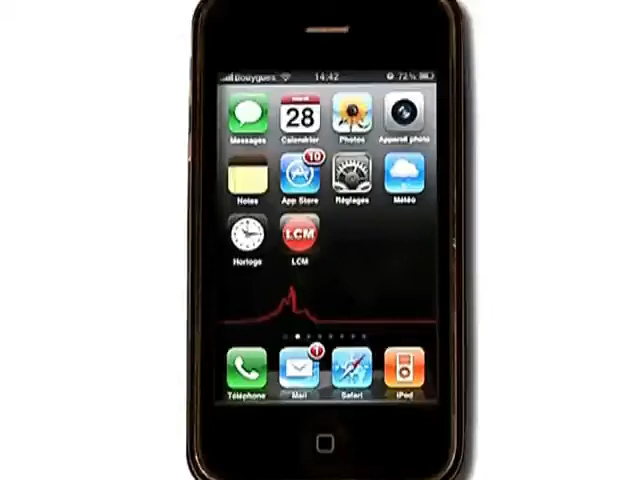 Bouygues 14:42 72 %
28
Messages Calendrier Photos Appareil photo
10
Notes App Store Réglages Météo
LCM
Horloge LCM
1
Téléphone Mail Safari iPod